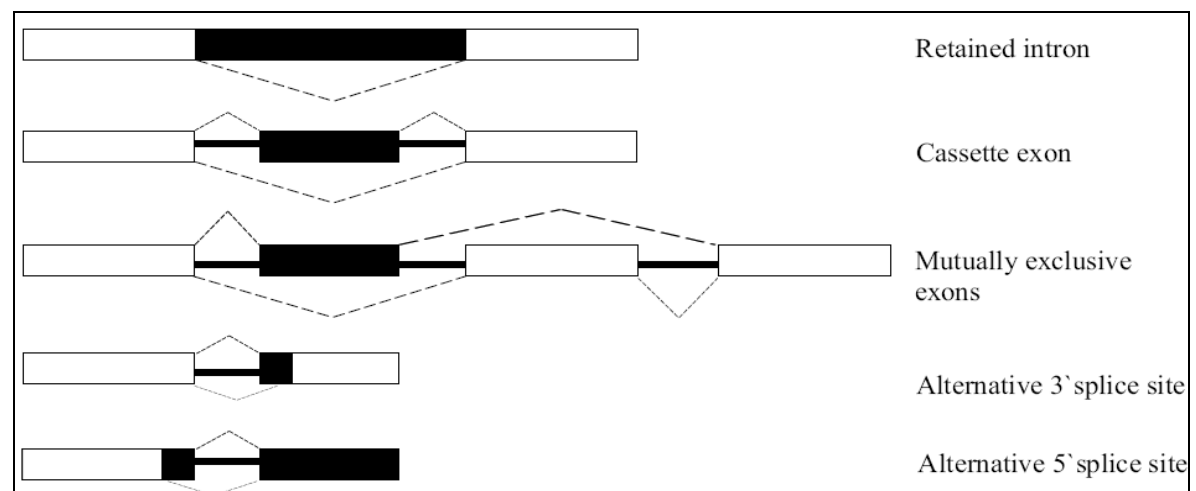 Retained intron
Cassette exon
Mutually exclusive
exons
Alternative 3`splice site
Alternative 5`splice site